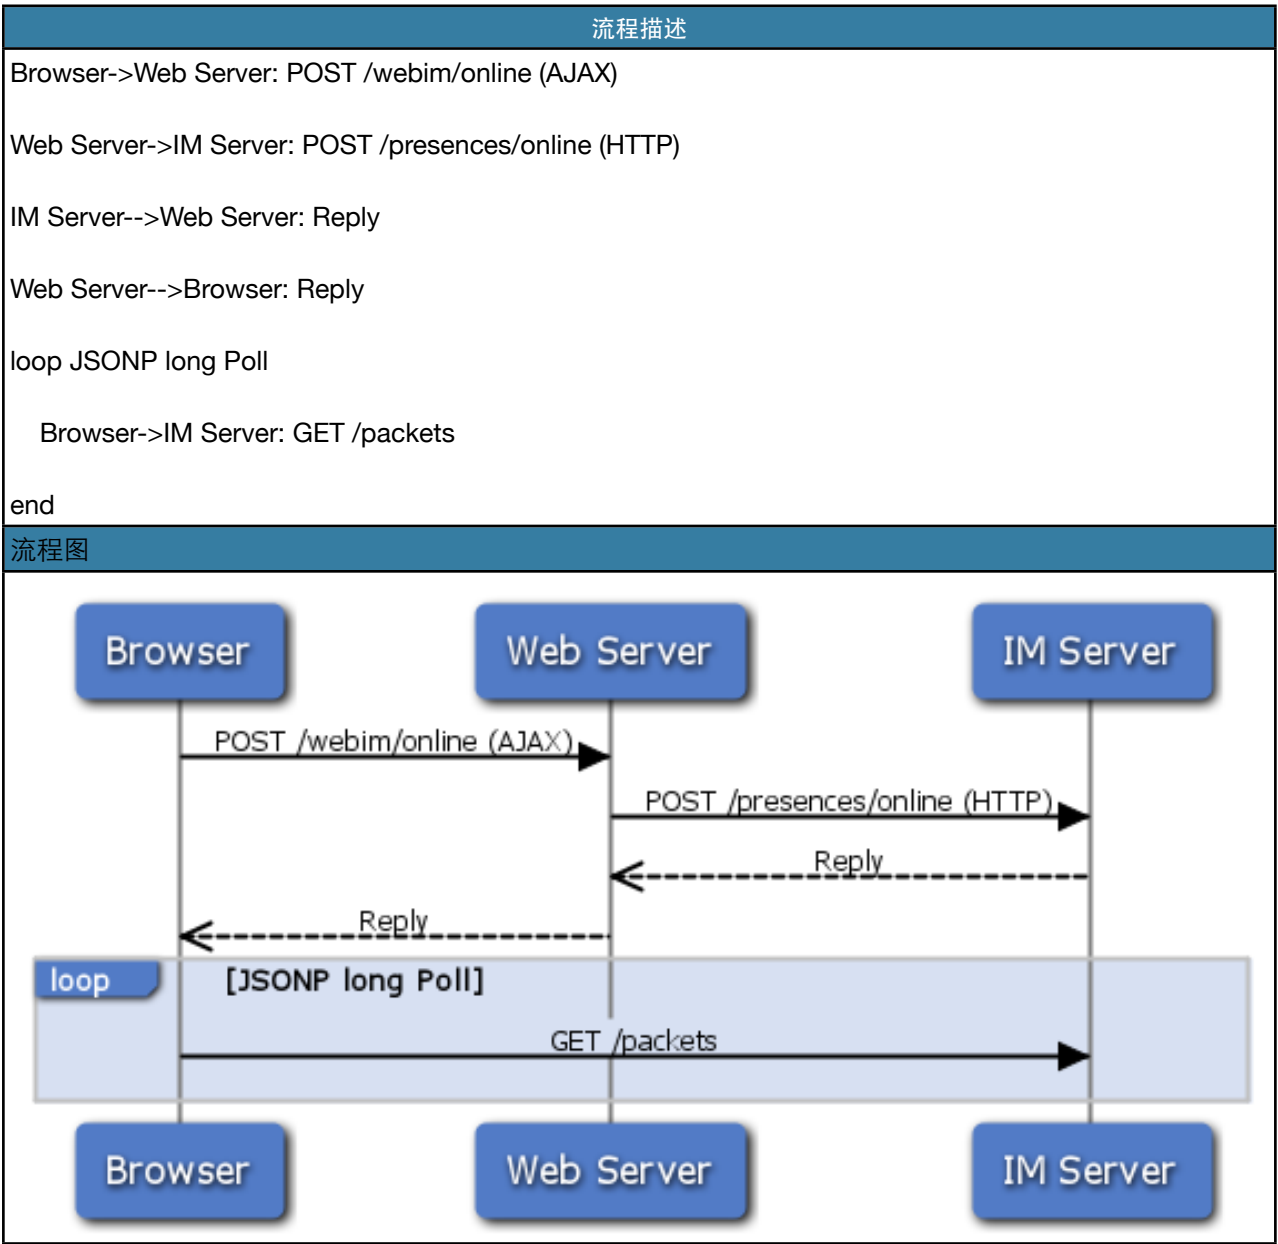 流程描述
Browser->Web Server: POST /webim/online (AJAX)
Web Server->IM Server: POST /presences/online (HTTP)
IM Server-->Web Server: Reply
Web Server-->Browser: Reply
loop JSONP long Poll
Browser->IM Server: GET /packets
end
流程图
Browser Web Server IM Server
POST /webim/online (AJAX)
POST /presences/online (HTTP)
Reply
Reply
loop [JSONP long Poll]
GET /packets
Browser Web Server IM Server